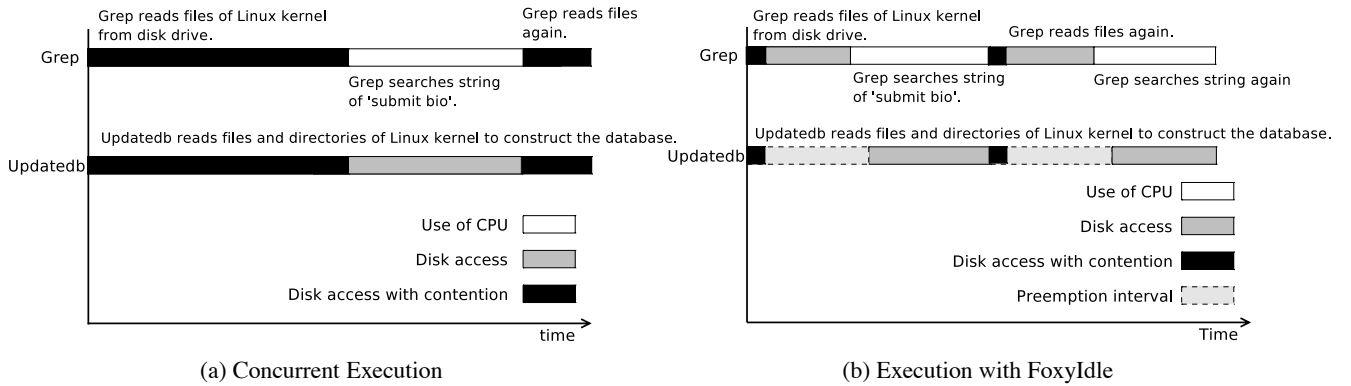 Grep reads files of Linux kernel
from disk drive.
Grep reads files
again.
Grep
Grep searches string
of 'submit bio'.
Updatedb reads files and directories of Linux kernel to construct the database.
Updatedb
Use of CPU
Disk access
Disk access with contention
time
(a) Concurrent Execution
Grep reads files of Linux kernel
from disk drive.
Grep reads files again.
Grep
Grep searches string
of 'submit bio'.
Grep searches string again
Updatedb reads files and directories of Linux kernel to construct the database.
Updatedb
Use of CPU
Disk access
Disk access with contention
Preemption interval
Time
(b) Execution with FoxyIdle